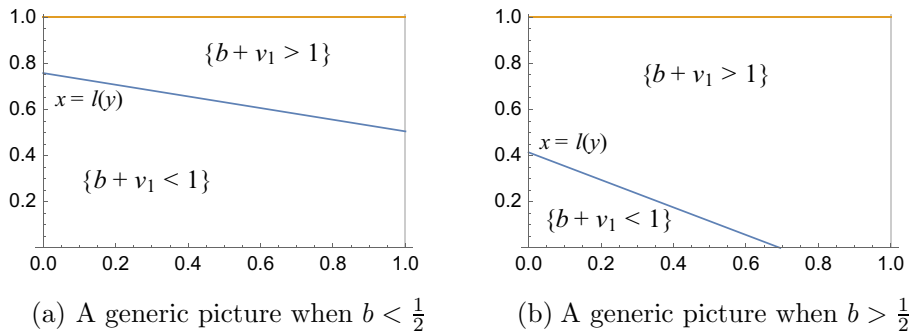 1.0
{b + v₁ > 1}
0.8
0.6
x = l(y)
0.4
{b + v₁ < 1}
0.2
0.0 0.2 0.4 0.6 0.8 1.0
(a) A generic picture when b < 1/2
1.0
0.8
{b + v₁ > 1}
0.6
x = l(y)
0.4
0.2
{b + v₁ < 1}
0.0 0.2 0.4 0.6 0.8 1.0
(b) A generic picture when b > 1/2